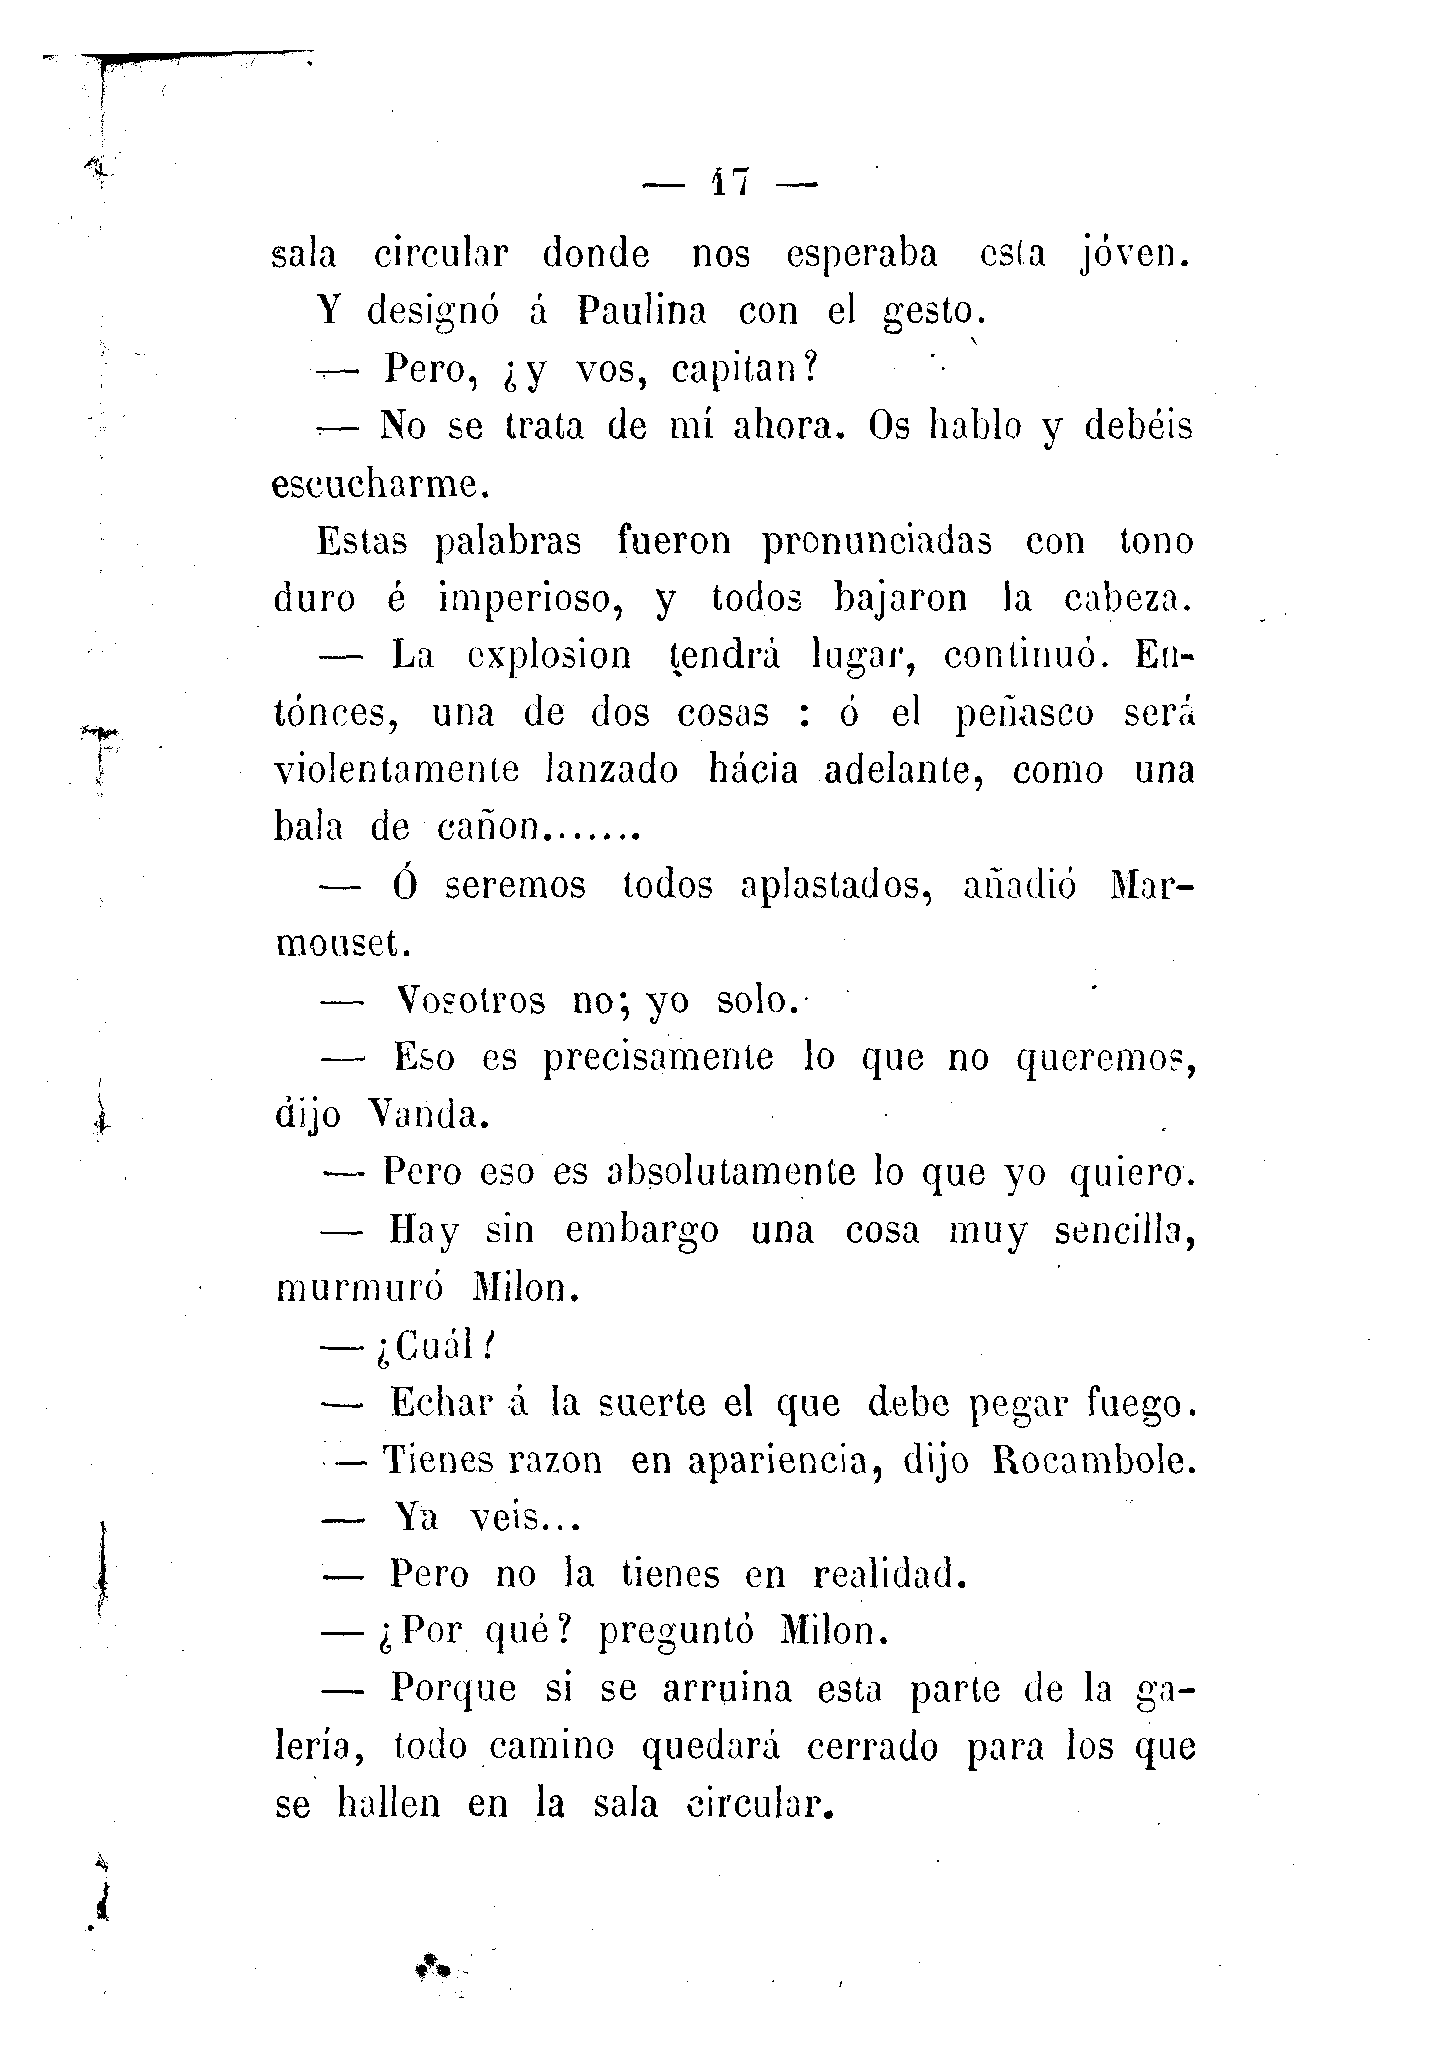 — 17 —
sala circular donde nos esperaba esta jóven.
Y designó á Paulina con el gesto.
— Pero, ¿y vos, capitan?
— No se trata de mí ahora. Os hablo y debéis
escucharme.
Estas palabras fueron pronunciadas con tono
duro é imperioso, y todos bajaron la cabeza.
— La explosion tendrá lugar, continuó. En-
tónces, una de dos cosas : ó el peñasco será
violentamente lanzado hácia adelante, como una
bala de cañon.......
— Ó seremos todos aplastados, añadió Mar-
mouset.
— Vosotros no; yo solo.
— Eso es precisamente lo que no queremos,
dijo Vanda.
— Pero eso es absolutamente lo que yo quiero.
— Hay sin embargo una cosa muy sencilla,
murmuró Milon.
— ¿Cuál?
— Echar á la suerte el que debe pegar fuego.
— Tienes razon en apariencia, dijo Rocambole.
— Ya veis...
— Pero no la tienes en realidad.
— ¿Por qué? preguntó Milon.
— Porque si se arruina esta parte de la ga-
lería, todo camino quedará cerrado para los que
se hallen en la sala circular.